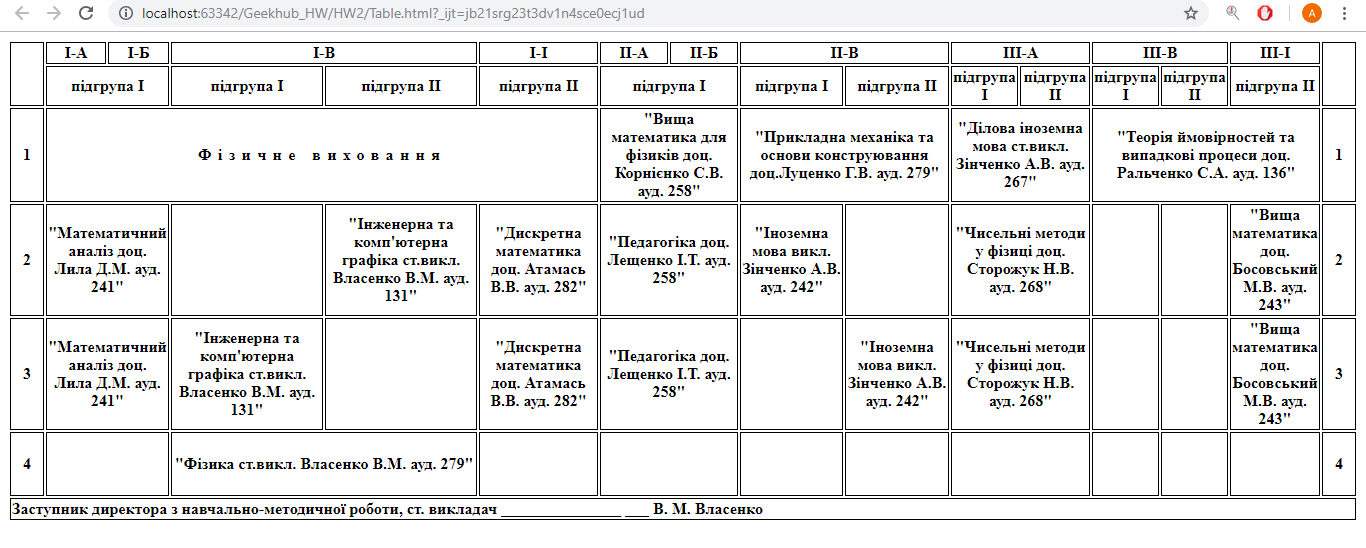 localhost:63342/Geekhub_HW/HW2/Table.html?_ijt=jb21srg23t3dv1n4sce0ecj1ud
A
I-A I-Б I-В I-I II-A II-Б II-В III-A III-В III-I
підгрупа I підгрупа I підгрупа II підгрупа II підгрупа I підгрупа I підгрупа II підгрупа I підгрупа II підгрупа I підгрупа II підгрупа II
1
Ф і з и ч н е в и х о в а н н я
"Вища
математика для
фізиків доц.
Корнієнко С.В.
ауд. 258"
"Прикладна механіка та
основи конструювання
доц.Луценко Г.В. ауд. 279"
"Ділова іноземна
мова ст.викл.
Зінченко А.В. ауд.
267"
"Теорія ймовірностей та
випадкові процеси доц.
Ральченко С.А. ауд. 136"
1
2
"Математичний
аналіз доц.
Лила Д.М. ауд.
241"
"Інженерна та
комп'ютерна
графіка ст.викл.
Власенко В.М. ауд.
131"
"Дискретна
математика
доц. Атамась
В.В. ауд. 282"
"Педагогіка доц.
Лещенко І.Т. ауд.
258"
"Іноземна
мова викл.
Зінченко А.В.
ауд. 242"
"Чисельні методи
у фізиці доц.
Сторожук Н.В.
ауд. 268"
"Вища
математика
доц.
Босовський
М.В. ауд.
243"
2
3
"Математичний
аналіз доц.
Лила Д.М. ауд.
241"
"Інженерна та
комп'ютерна
графіка ст.викл.
Власенко В.М. ауд.
131"
"Дискретна
математика
доц. Атамась
В.В. ауд. 282"
"Педагогіка доц.
Лещенко І.Т. ауд.
258"
"Іноземна
мова викл.
Зінченко А.В.
ауд. 242"
"Чисельні методи
у фізиці доц.
Сторожук Н.В.
ауд. 268"
"Вища
математика
доц.
Босовський
М.В. ауд.
243"
3
4
"Фізика ст.викл. Власенко В.М. ауд. 279"
4
Заступник директора з навчально-методичної роботи, ст. викладач _______________ ___ В. М. Власенко